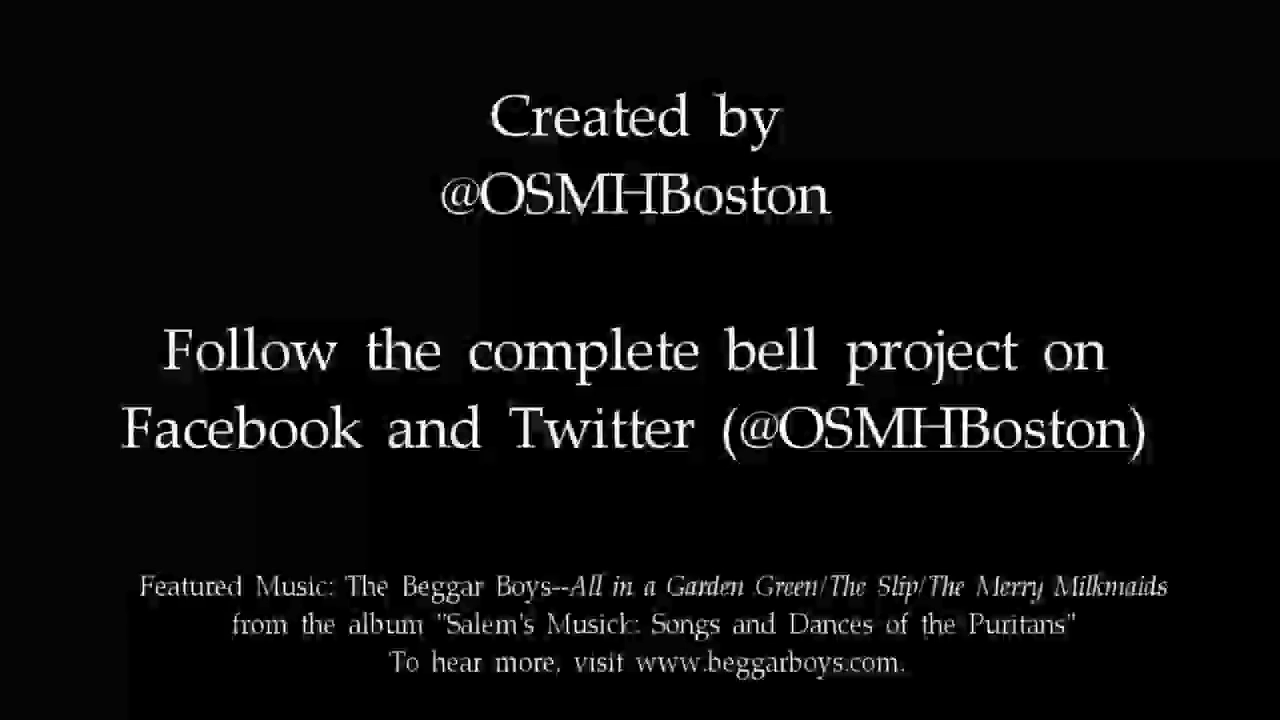 Created by
@OSMHBoston
Follow the complete bell project on
Facebook and Twitter (@OSMHBoston)
Featured Music: The Beggar Boys--All in a Garden Green/The Slip/The Merry Milkmaids
from the album "Salem's Musick: Songs and Dances of the Puritans"
To hear more, visit www.beggarboys.com.